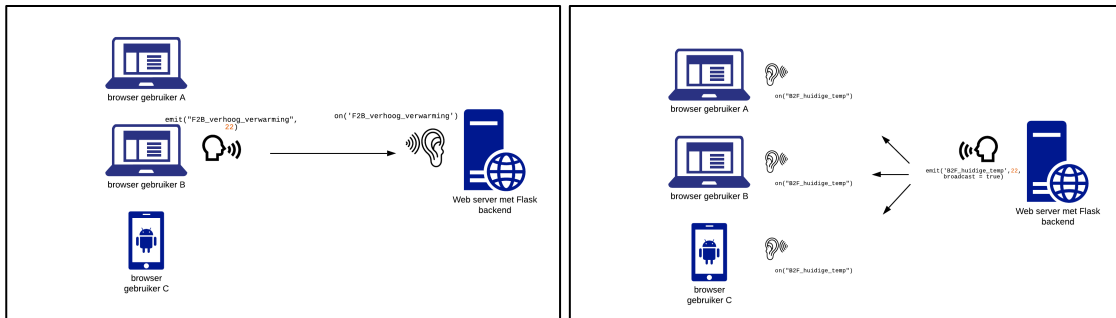 browser gebruiker A
emit("F2B_verhoog_verwarming",
22)
on('F2B_verhoog_verwarming')
browser gebruiker B
Web server met Flask
backend
browser
gebruiker C
on("B2F_huidige_temp")
browser gebruiker A
emit('B2F_huidige_temp',22,
broadcast = true)
on("B2F_huidige_temp")
browser gebruiker B
Web server met Flask
backend
on("B2F_huidige_temp")
browser
gebruiker C